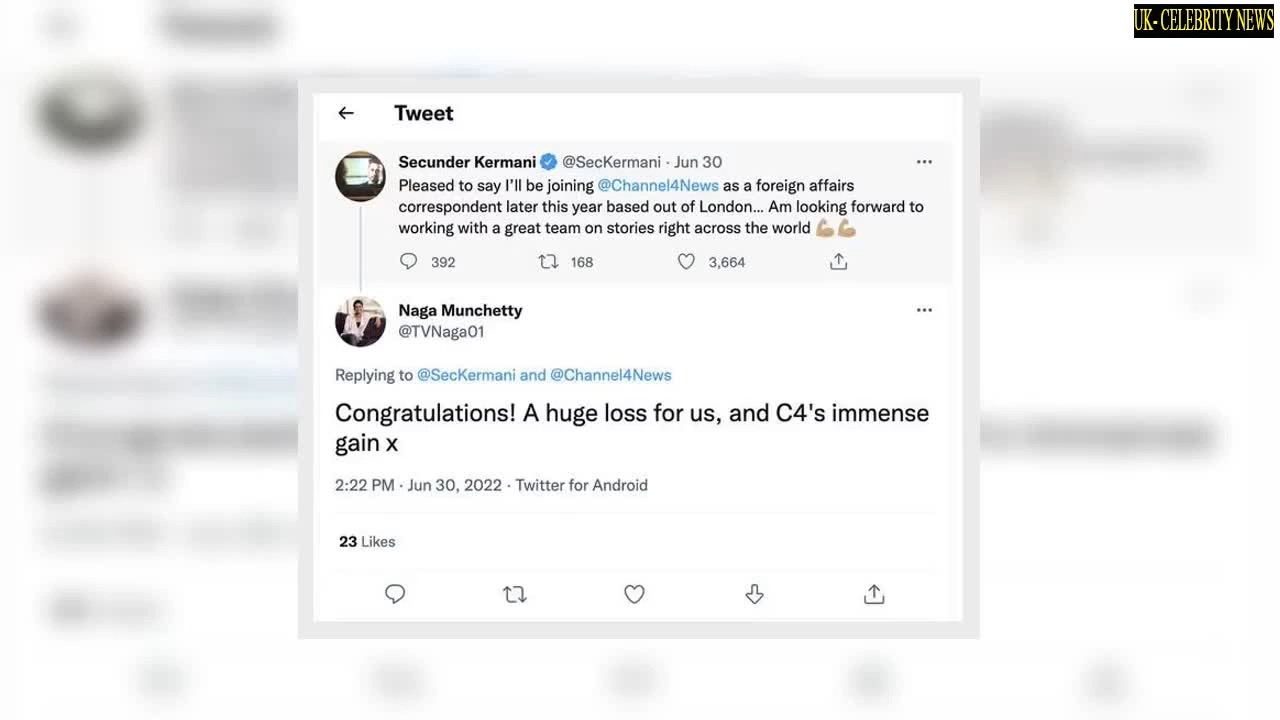 UK- CELEBRITY NEWS
Tweet
Secunder Kermani @SecKermani · Jun 30
Pleased to say I'll be joining @Channel4News as a foreign affairs
correspondent later this year based out of London... Am looking forward to
working with a great team on stories right across the world 💪🏼💪🏼
392 168 3,664
Naga Munchetty
@TVNaga01
Replying to @SecKermani and @Channel4News
Congratulations! A huge loss for us, and C4's immense
gain x
2:22 PM · Jun 30, 2022 · Twitter for Android
23 Likes